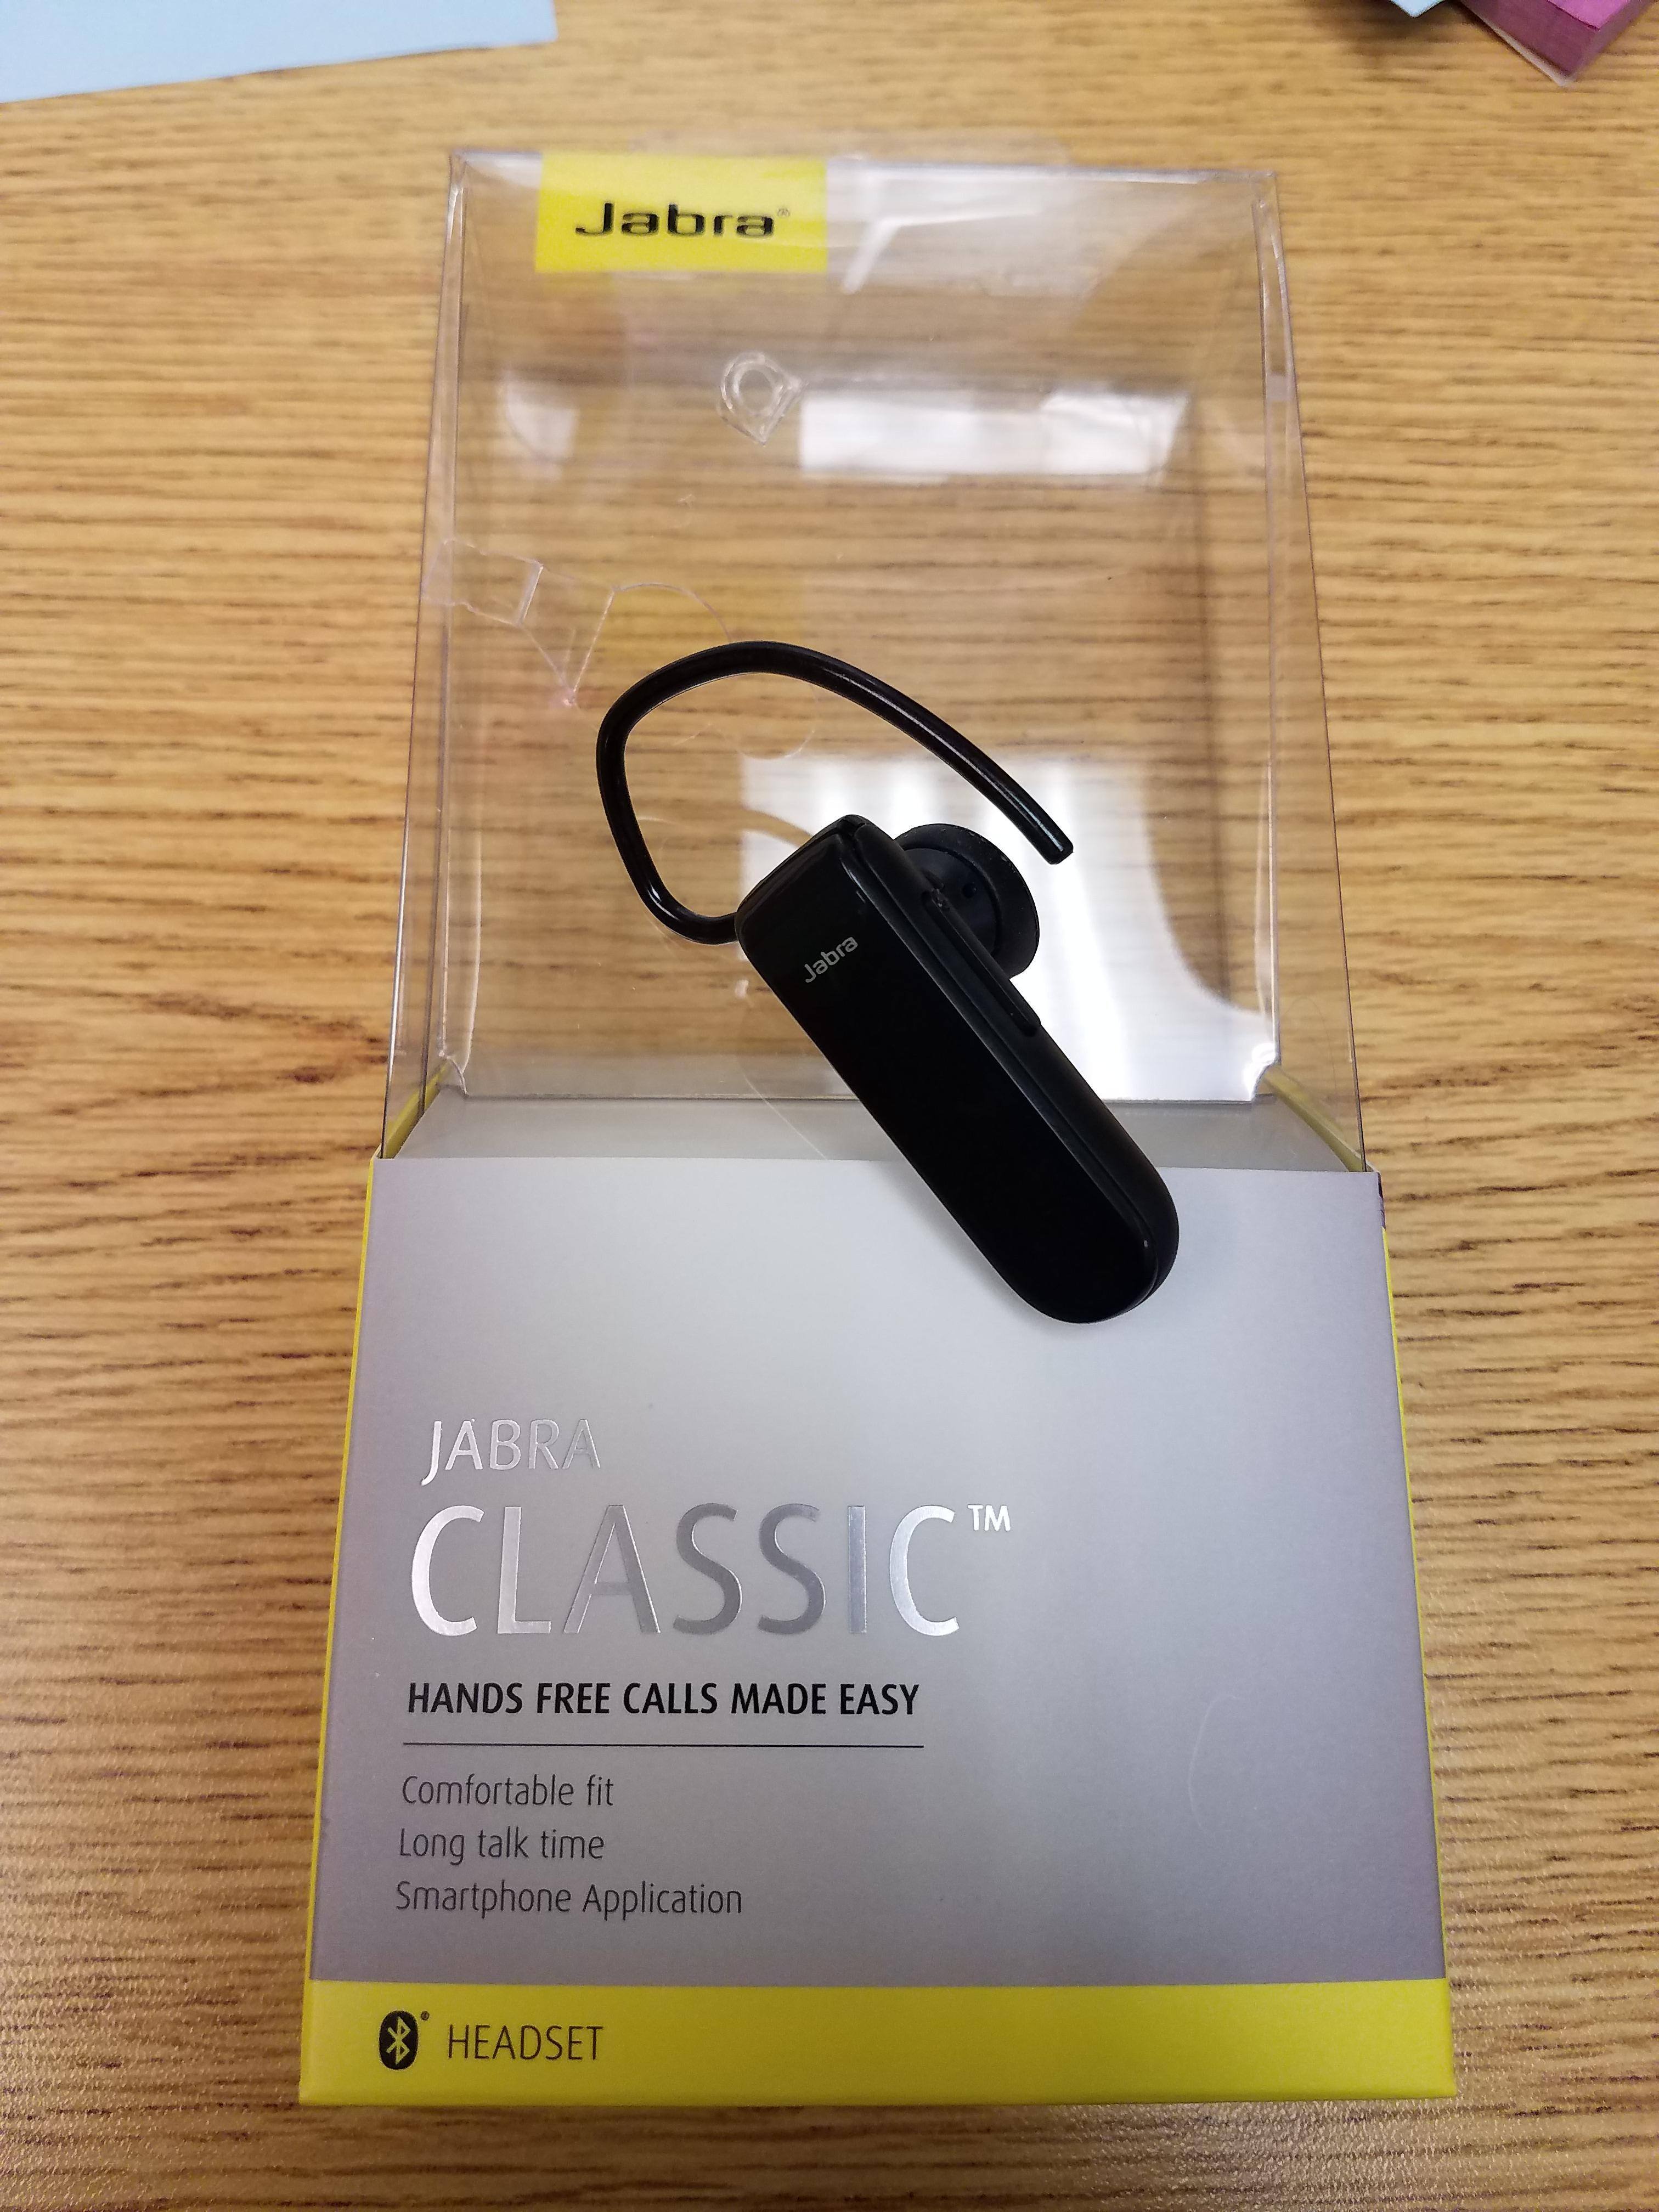 Jabra®
Jabra
JABRA
CLASSIC™
HANDS FREE CALLS MADE EASY
Comfortable fit
Long talk time
Smartphone Application
® HEADSET